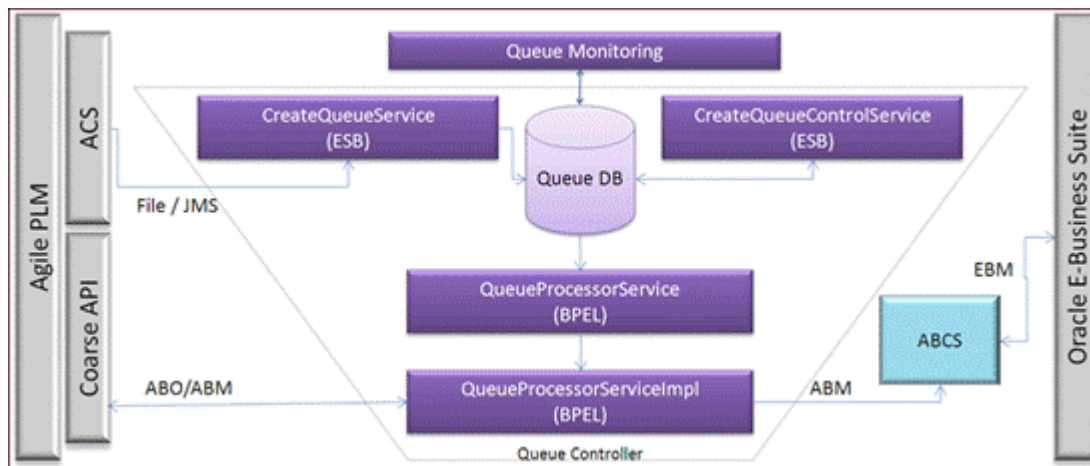 Agile PLM
ACS
Coarse API
Queue Monitoring
CreateQueueService
(ESB)
CreateQueueControlService
(ESB)
Queue DB
File / JMS
QueueProcessorService
(BPEL)
QueueProcessorServiceImpl
(BPEL)
ABO/ABM
ABM
ABCS
EBM
Queue Controller
Oracle E-Business Suite